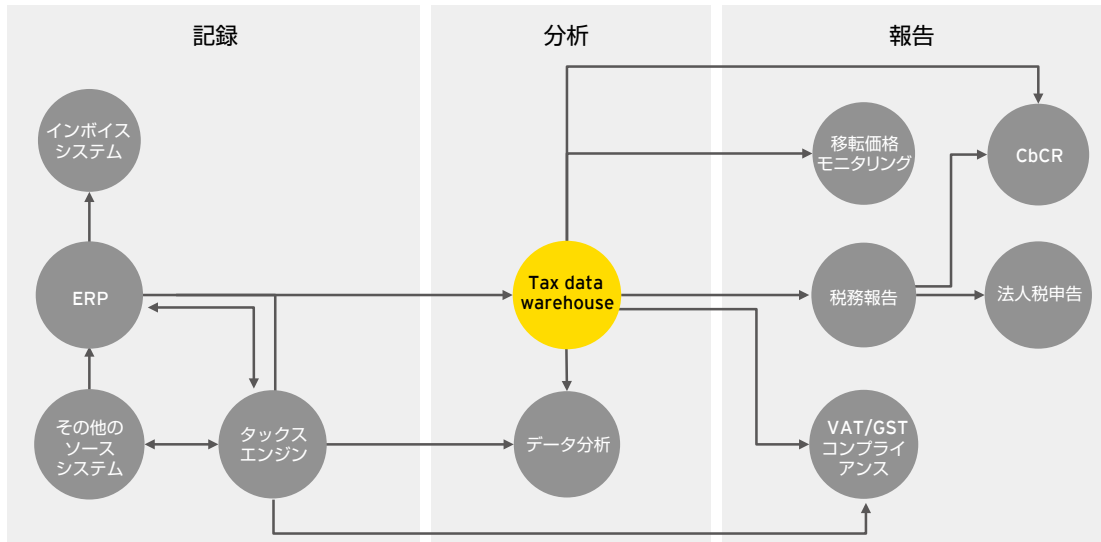 記録
分析
報告
インボイス
システム
移転価格
モニタリング
CbCR
ERP
Tax data
warehouse
税務報告
法人税申告
その他の
ソース
システム
タックス
エンジン
データ分析
VAT/GST
コンプライ
アンス